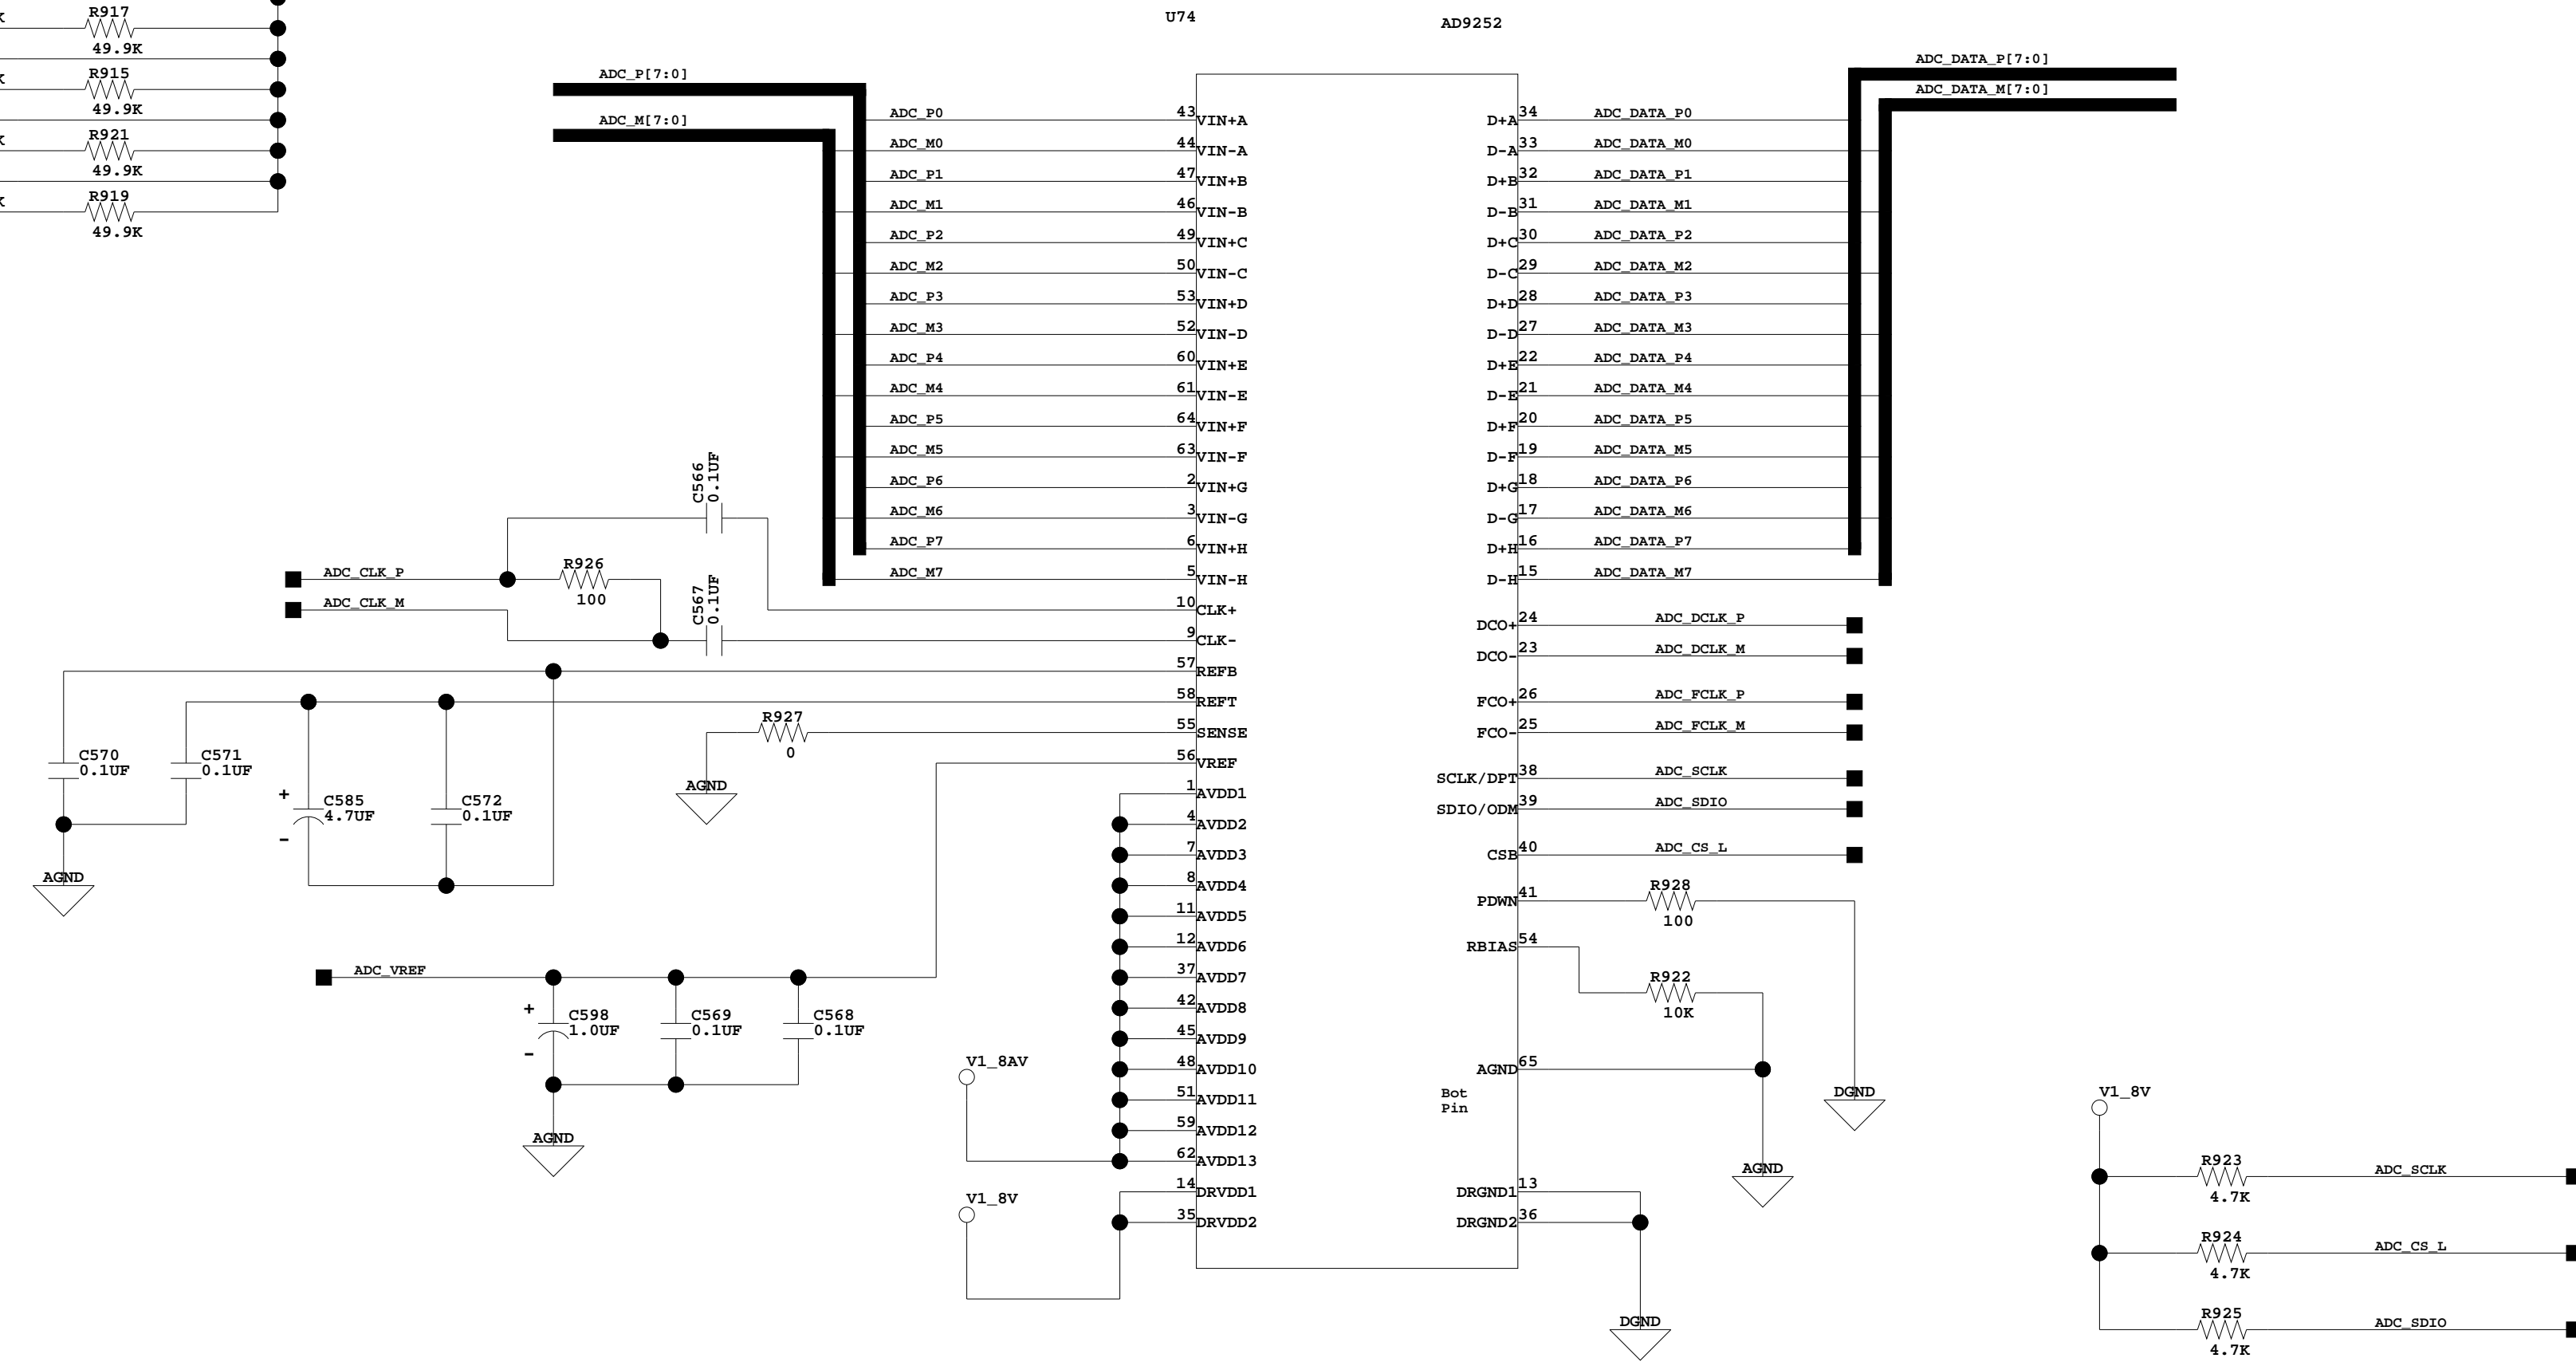 U74
AD9252
K
R917
49.9K
K
R915
49.9K
K
R921
49.9K
K
R919
49.9K
ADC_P[7:0]
ADC_M[7:0]
ADC_DATA_P[7:0]
ADC_DATA_M[7:0]
ADC_P0 43 VIN+A
ADC_M0 44 VIN-A
ADC_P1 47 VIN+B
ADC_M1 46 VIN-B
ADC_P2 49 VIN+C
ADC_M2 50 VIN-C
ADC_P3 53 VIN+D
ADC_M3 52 VIN-D
ADC_P4 60 VIN+E
ADC_M4 61 VIN-E
ADC_P5 64 VIN+F
ADC_M5 63 VIN-F
ADC_P6 2 VIN+G
ADC_M6 3 VIN-G
ADC_P7 6 VIN+H
ADC_M7 5 VIN-H
10 CLK+
9 CLK-
57 REFB
58 REFT
55 SENSE
56 VREF
1 AVDD1
4 AVDD2
7 AVDD3
8 AVDD4
11 AVDD5
12 AVDD6
37 AVDD7
42 AVDD8
45 AVDD9
48 AVDD10
51 AVDD11
59 AVDD12
62 AVDD13
14 DRVDD1
35 DRVDD2
D+A 34 ADC_DATA_P0
D-A 33 ADC_DATA_M0
D+B 32 ADC_DATA_P1
D-B 31 ADC_DATA_M1
D+C 30 ADC_DATA_P2
D-C 29 ADC_DATA_M2
D+D 28 ADC_DATA_P3
D-D 27 ADC_DATA_M3
D+E 22 ADC_DATA_P4
D-E 21 ADC_DATA_M4
D+F 20 ADC_DATA_P5
D-F 19 ADC_DATA_M5
D+G 18 ADC_DATA_P6
D-G 17 ADC_DATA_M6
D+H 16 ADC_DATA_P7
D-H 15 ADC_DATA_M7
DCO+ 24 ADC_DCLK_P
DCO- 23 ADC_DCLK_M
FCO+ 26 ADC_FCLK_P
FCO- 25 ADC_FCLK_M
SCLK/DPT 38 ADC_SCLK
SDIO/ODM 39 ADC_SDIO
CSB 40 ADC_CS_L
PDWN 41
R928
100
RBIAS 54
R922
10K
AGND 65
Bot
Pin
DRGND1 13
DRGND2 36
DGND
AGND
DGND
C566
0.1UF
C567
0.1UF
ADC_CLK_P
ADC_CLK_M
R926
100
R927
0
AGND
C570
0.1UF
C571
0.1UF
+
C585
4.7UF
-
C572
0.1UF
AGND
ADC_VREF
+
C598
1.0UF
-
C569
0.1UF
C568
0.1UF
AGND
V1_8AV
V1_8V
V1_8V
R923
4.7K
ADC_SCLK
R924
4.7K
ADC_CS_L
R925
4.7K
ADC_SDIO